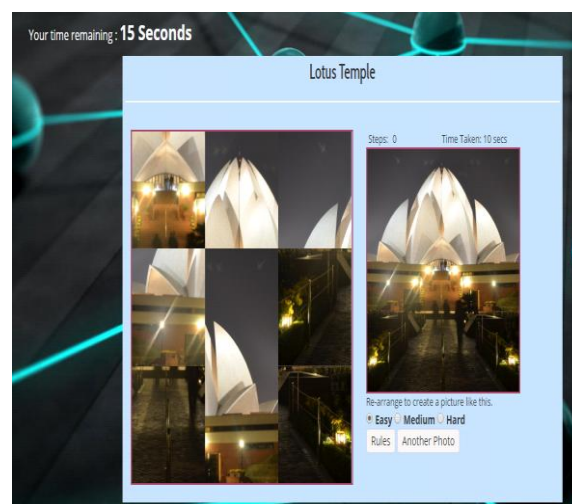 Your time remaining : 15 Seconds
Lotus Temple
Steps: 0 Time Taken: 10 secs
Re-arrange to create a picture like this.
Easy Medium Hard
Rules Another Photo